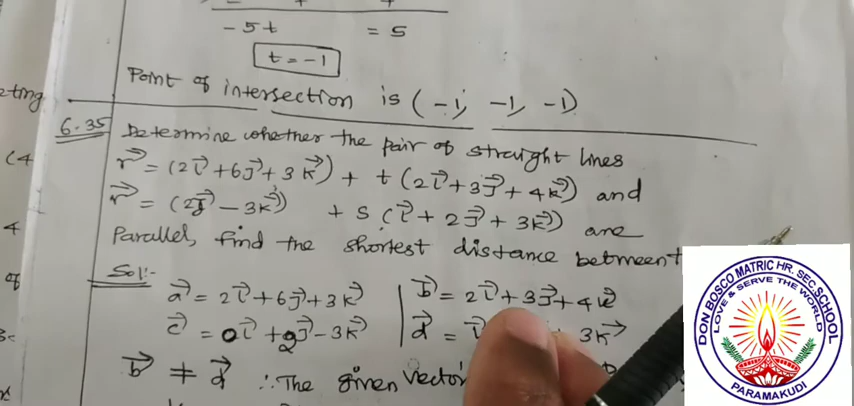 -5t = 5
t = -1
Point of intersection is (-1, -1, -1)
6.35 Determine whether the pair of straight lines
r⃗ = (2i⃗ + 6j⃗ + 3k⃗) + t(2i⃗ + 3j⃗ + 4k⃗) and
r⃗ = (2j⃗ - 3k⃗) + s(i⃗ + 2j⃗ + 3k⃗) are
Parallel, find the shortest distance between
Sol:-
a⃗ = 2i⃗ + 6j⃗ + 3k⃗ | b⃗ = 2i⃗ + 3j⃗ + 4k⃗
c⃗ = 0i⃗ + 2j⃗ - 3k⃗ | d⃗ = i⃗ + 3k⃗
b⃗ ≠ d⃗ ∴ The given vector
DON BOSCO MATRIC HR. SEC. SCHOOL
LOVE & SERVE THE WORLD
PARAMAKUDI